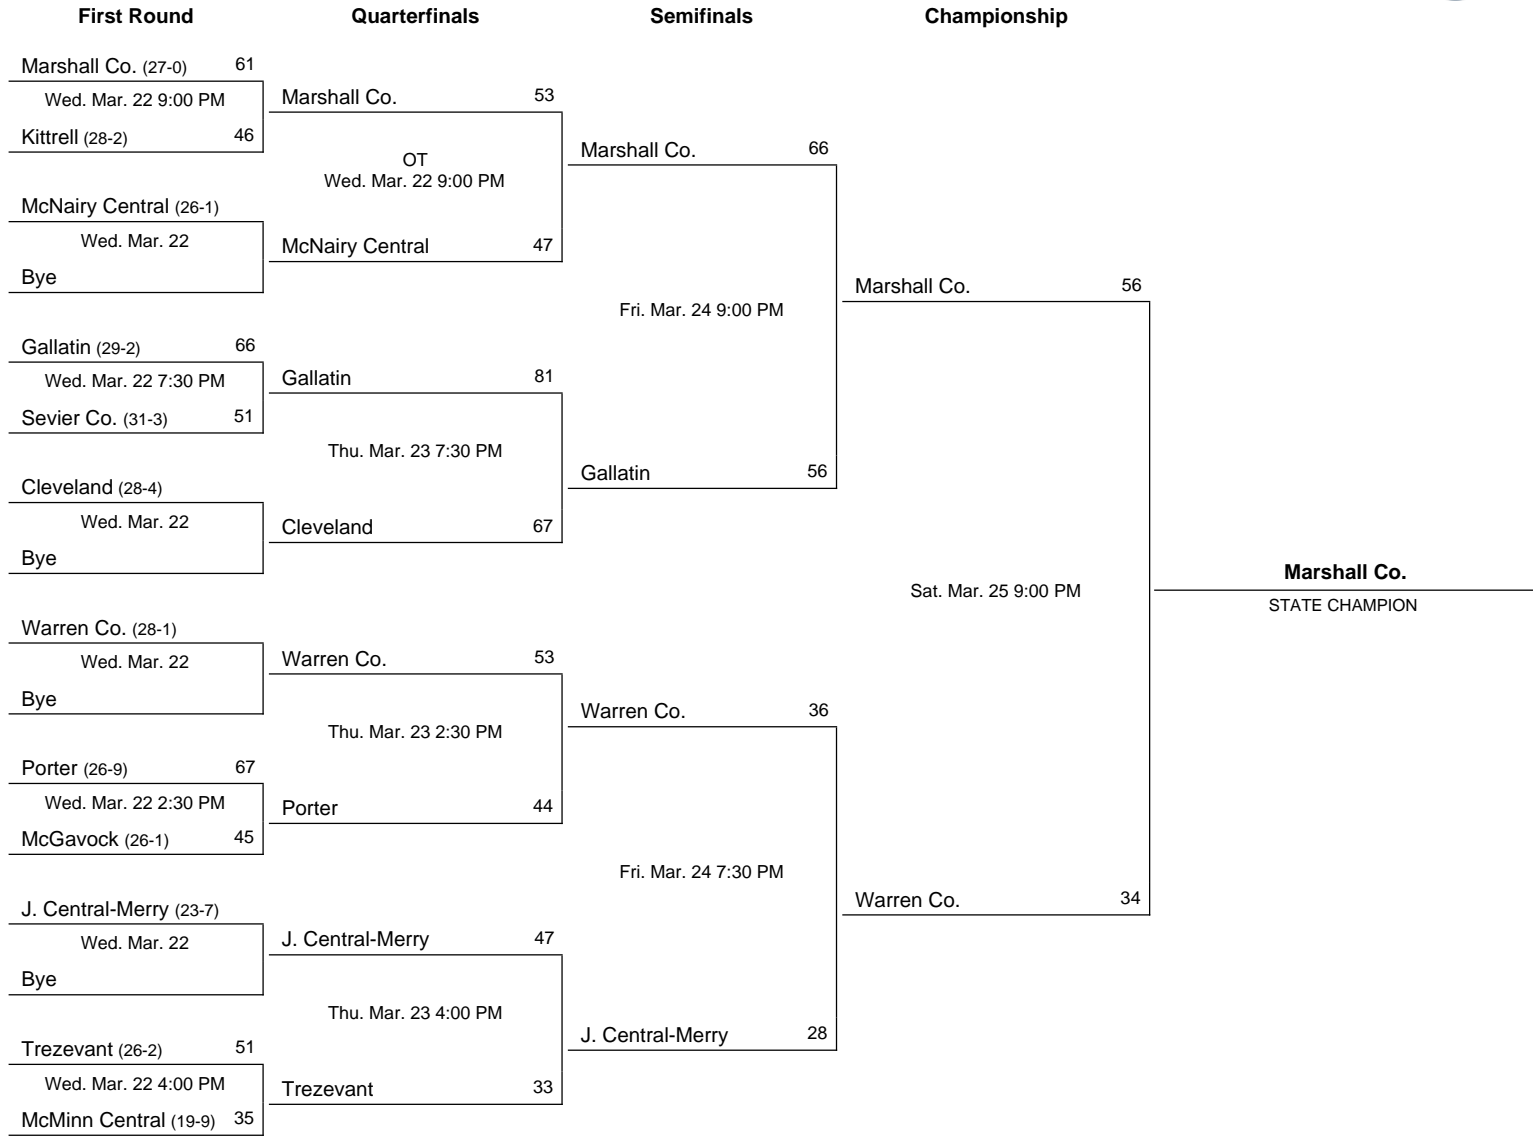 First Round Quarterfinals Semifinals Championship
Marshall Co. (27-0) 61
Wed. Mar. 22 9:00 PM
Kittrell (28-2) 46
McNairy Central (26-1)
Wed. Mar. 22
Bye
Gallatin (29-2) 66
Wed. Mar. 22 7:30 PM
Sevier Co. (31-3) 51
Cleveland (28-4)
Wed. Mar. 22
Bye
Warren Co. (28-1)
Wed. Mar. 22
Bye
Porter (26-9) 67
Wed. Mar. 22 2:30 PM
McGavock (26-1) 45
J. Central-Merry (23-7)
Wed. Mar. 22
Bye
Trezevant (26-2) 51
Wed. Mar. 22 4:00 PM
McMinn Central (19-9) 35
Marshall Co. 53
OT
Wed. Mar. 22 9:00 PM
McNairy Central 47
Gallatin 81
Thu. Mar. 23 7:30 PM
Cleveland 67
Warren Co. 53
Thu. Mar. 23 2:30 PM
Porter 44
J. Central-Merry 47
Thu. Mar. 23 4:00 PM
Trezevant 33
Marshall Co. 66
Fri. Mar. 24 9:00 PM
Gallatin 56
Warren Co. 36
Fri. Mar. 24 7:30 PM
J. Central-Merry 28
Marshall Co. 56
Sat. Mar. 25 9:00 PM
Warren Co. 34
Marshall Co.
STATE CHAMPION